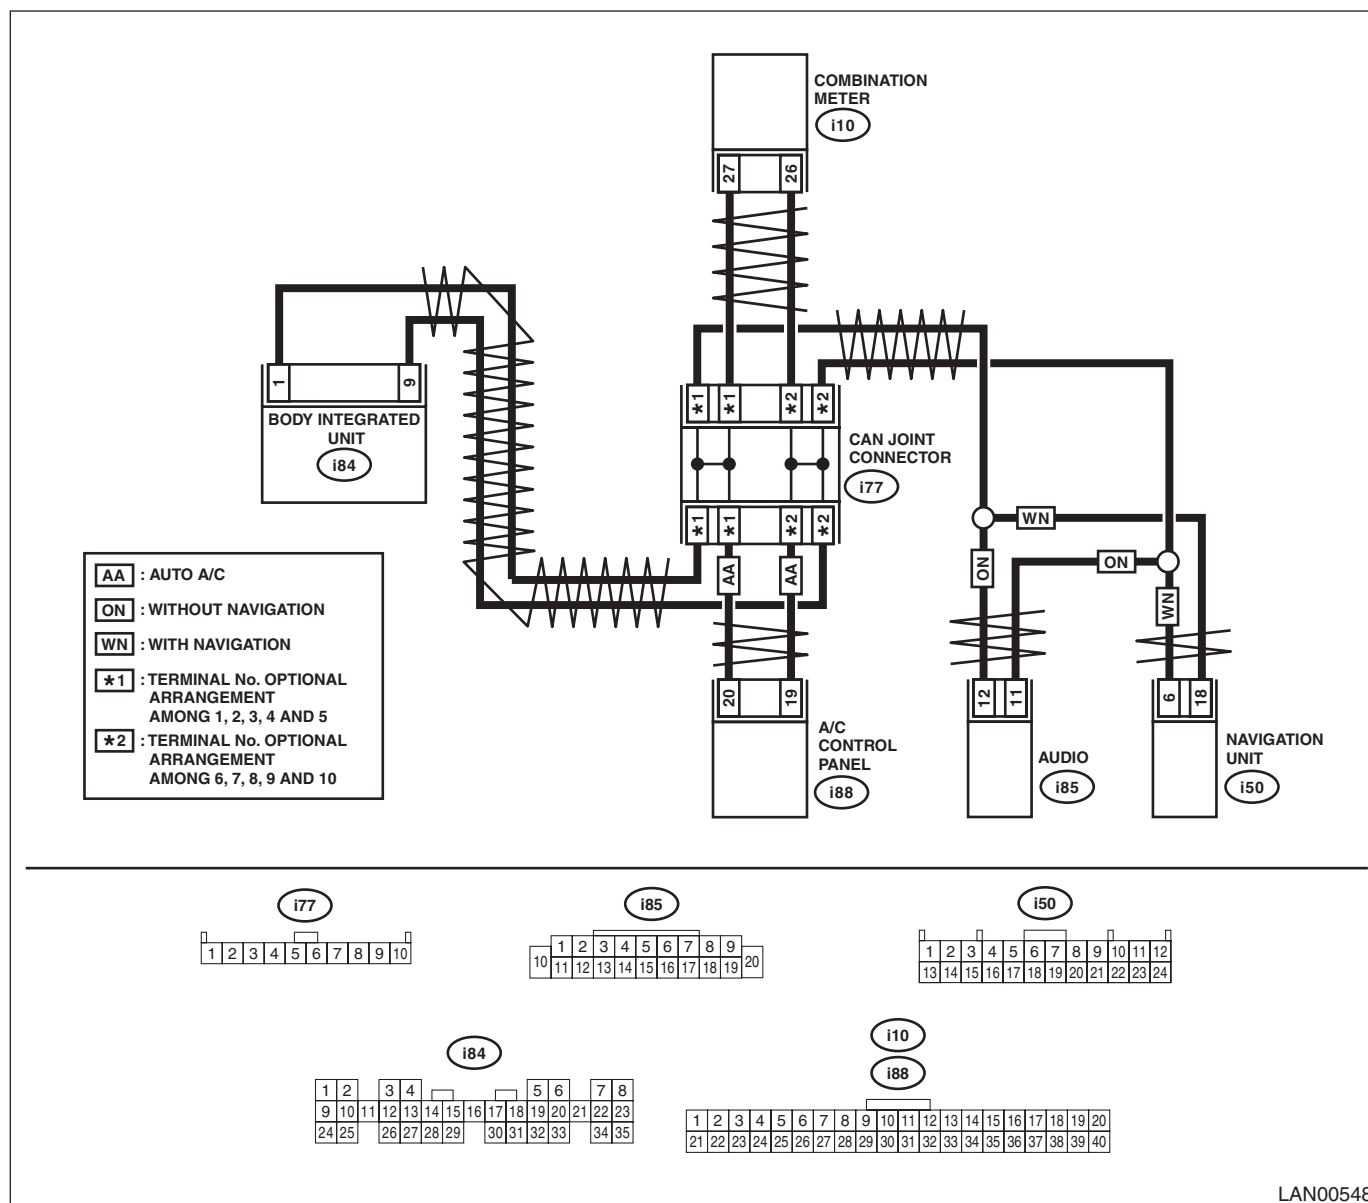 COMBINATION
METER
i10
27
26
1
9
BODY INTEGRATED
UNIT
i84
*1
*1
*2
*2
CAN JOINT
CONNECTOR
i77
*1
*1
*2
*2
WN
AA
AA
ON
ON
WN
AA : AUTO A/C
ON : WITHOUT NAVIGATION
WN : WITH NAVIGATION
*1 : TERMINAL No. OPTIONAL
ARRANGEMENT
AMONG 1, 2, 3, 4 AND 5
*2 : TERMINAL No. OPTIONAL
ARRANGEMENT
AMONG 6, 7, 8, 9 AND 10
20
19
A/C
CONTROL
PANEL
i88
12
11
AUDIO
i85
6
18
NAVIGATION
UNIT
i50
i77
1 2 3 4 5 6 7 8 9 10
i85
1 2 3 4 5 6 7 8 9
10 11 12 13 14 15 16 17 18 19 20
i50
1 2 3 4 5 6 7 8 9 10 11 12
13 14 15 16 17 18 19 20 21 22 23 24
i84
1 2 3 4 5 6 7 8
9 10 11 12 13 14 15 16 17 18 19 20 21 22 23
24 25 26 27 28 29 30 31 32 33 34 35
i10
i88
1 2 3 4 5 6 7 8 9 10 11 12 13 14 15 16 17 18 19 20
21 22 23 24 25 26 27 28 29 30 31 32 33 34 35 36 37 38 39 40
LAN00548